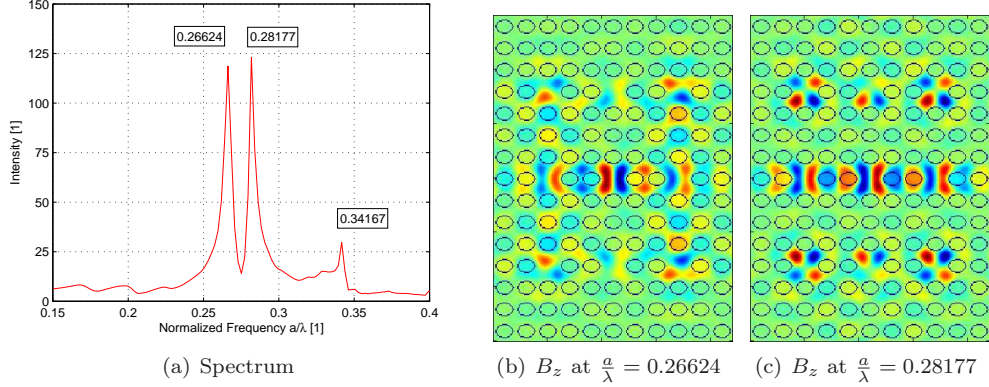 150
125
100
75
50
25
0
Intensity [1]
0.26624
0.28177
0.34167
0.15 0.2 0.25 0.3 0.35 0.4
Normalized Frequency a/λ [1]
(a) Spectrum
(b) B_z at a/λ = 0.26624
(c) B_z at a/λ = 0.28177